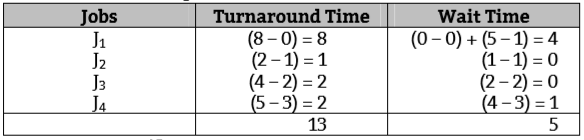 Jobs Turnaround Time Wait Time
J1 (8 – 0) = 8 (0 – 0) + (5 – 1) = 4
J2 (2 – 1) = 1 (1 – 1) = 0
J3 (4 – 2) = 2 (2 – 2) = 0
J4 (5 – 3) = 2 (4 – 3) = 1
13 5